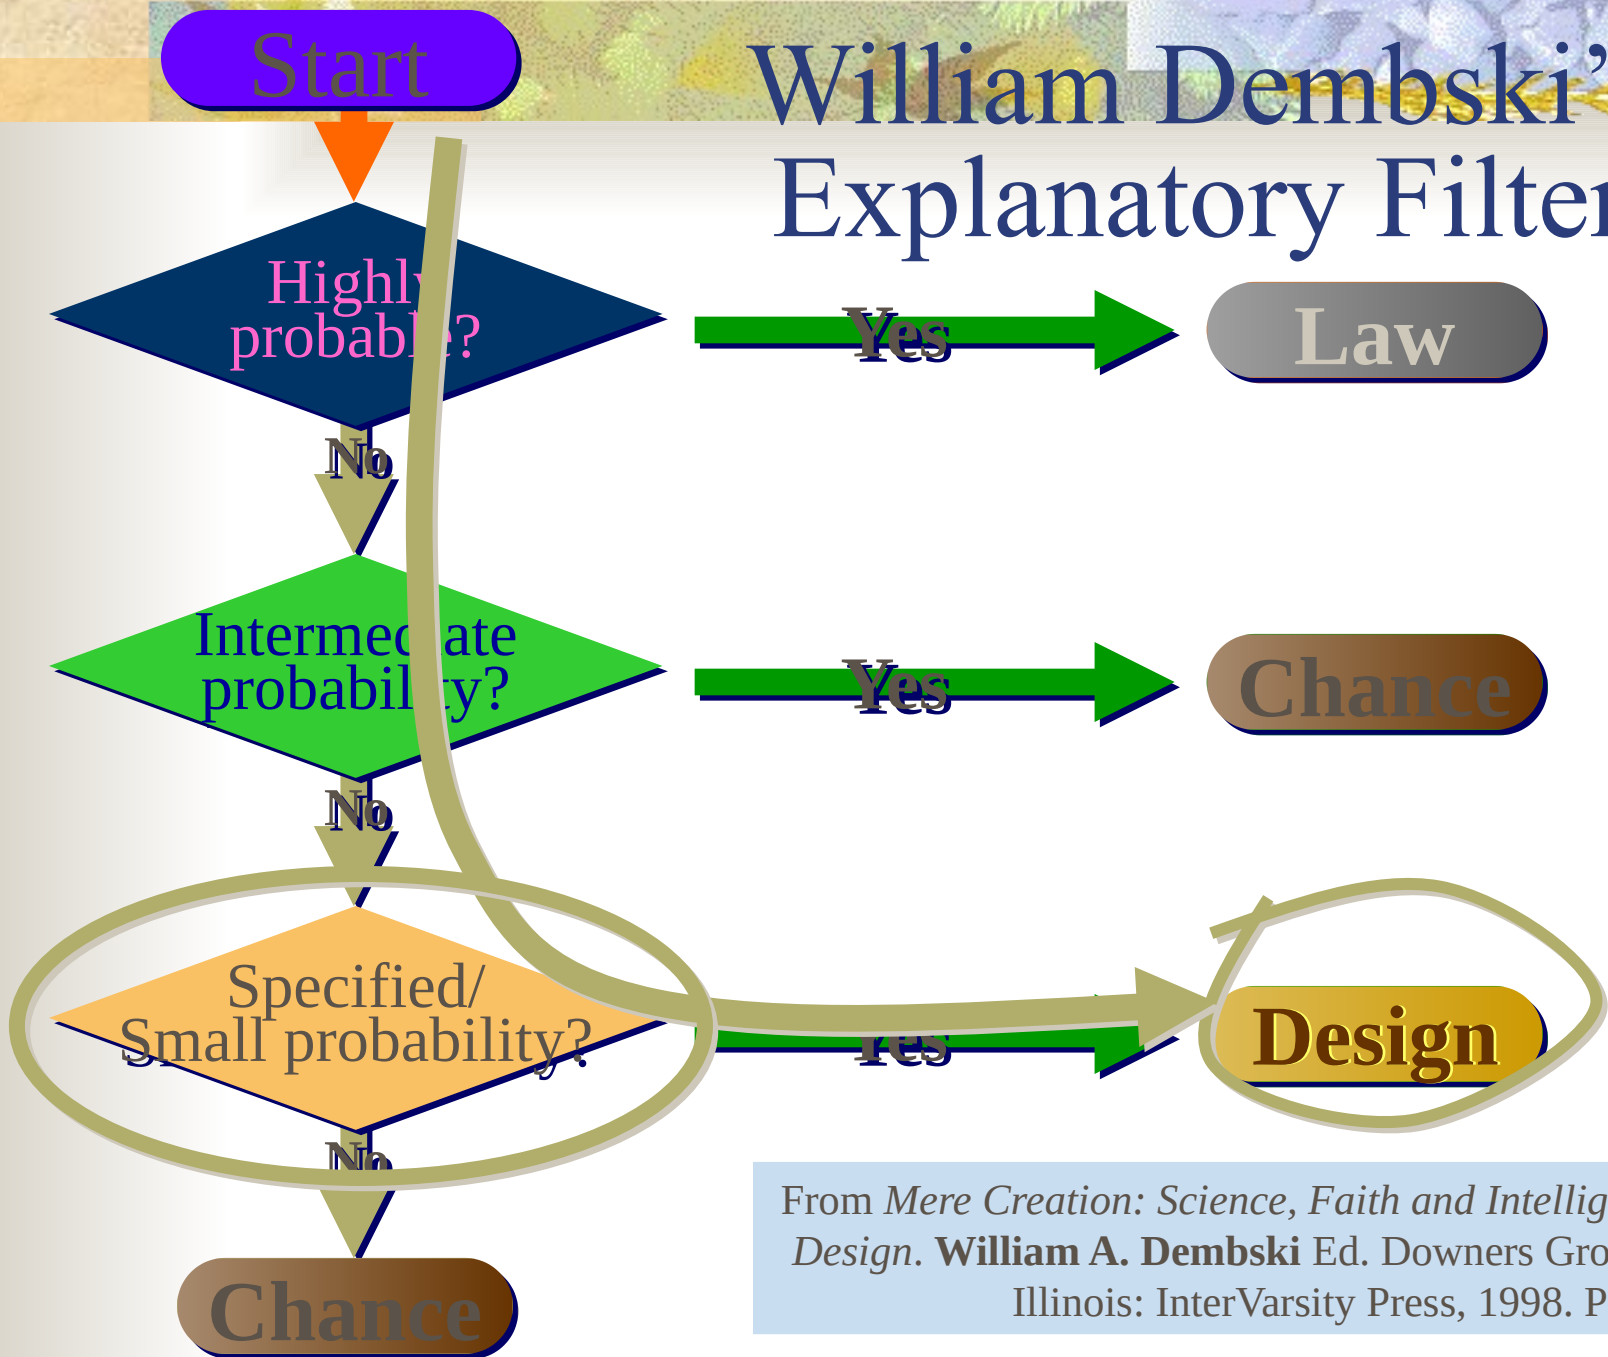 Start
William Dembski’
Explanatory Filter
Highly
probable?
Yes
Law
No
Intermediate
probability?
Yes
Chance
No
Specified/
Small probability?
Yes
Design
No
Chance
From Mere Creation: Science, Faith and Intellig
Design. William A. Dembski Ed. Downers Gro
Illinois: InterVarsity Press, 1998. P